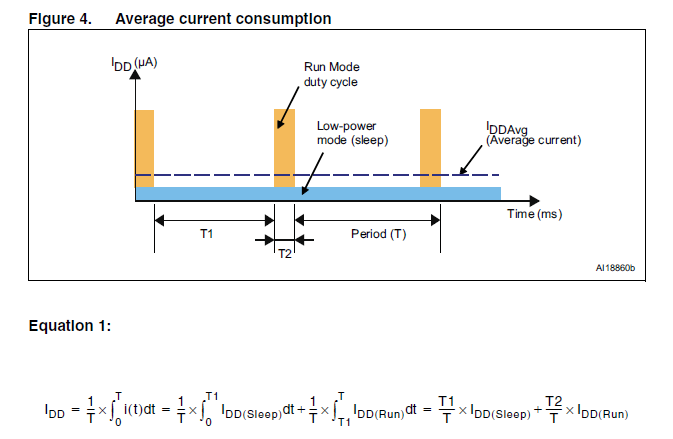 Figure 4. Average current consumption
IDD (µA)
Run Mode
duty cycle
Low-power
mode (sleep)
IDDAvg
(Average current)
Time (ms)
T1
T2
Period (T)
AI18860b
Equation 1:
IDD = 1/T × ∫₀ᵀ i(t)dt = 1/T × ∫₀ᵀ¹ IDD(Sleep)dt + 1/T × ∫T1ᵀ IDD(Run)dt = T1/T × IDD(Sleep) + T2/T × IDD(Run)